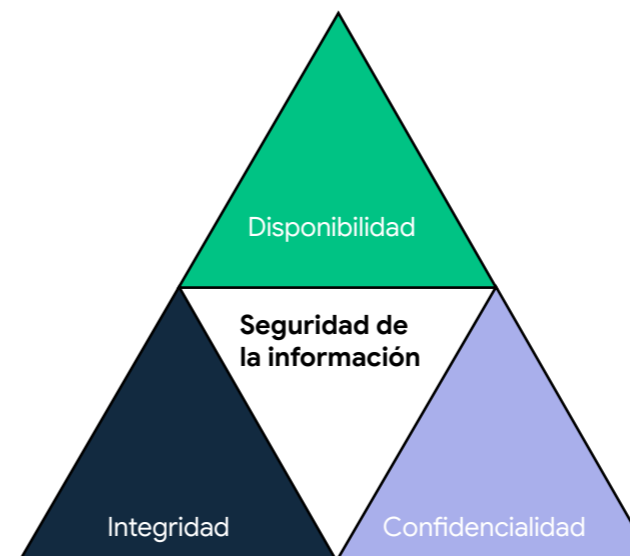 Disponibilidad
Seguridad de
la información
Integridad
Confidencialidad